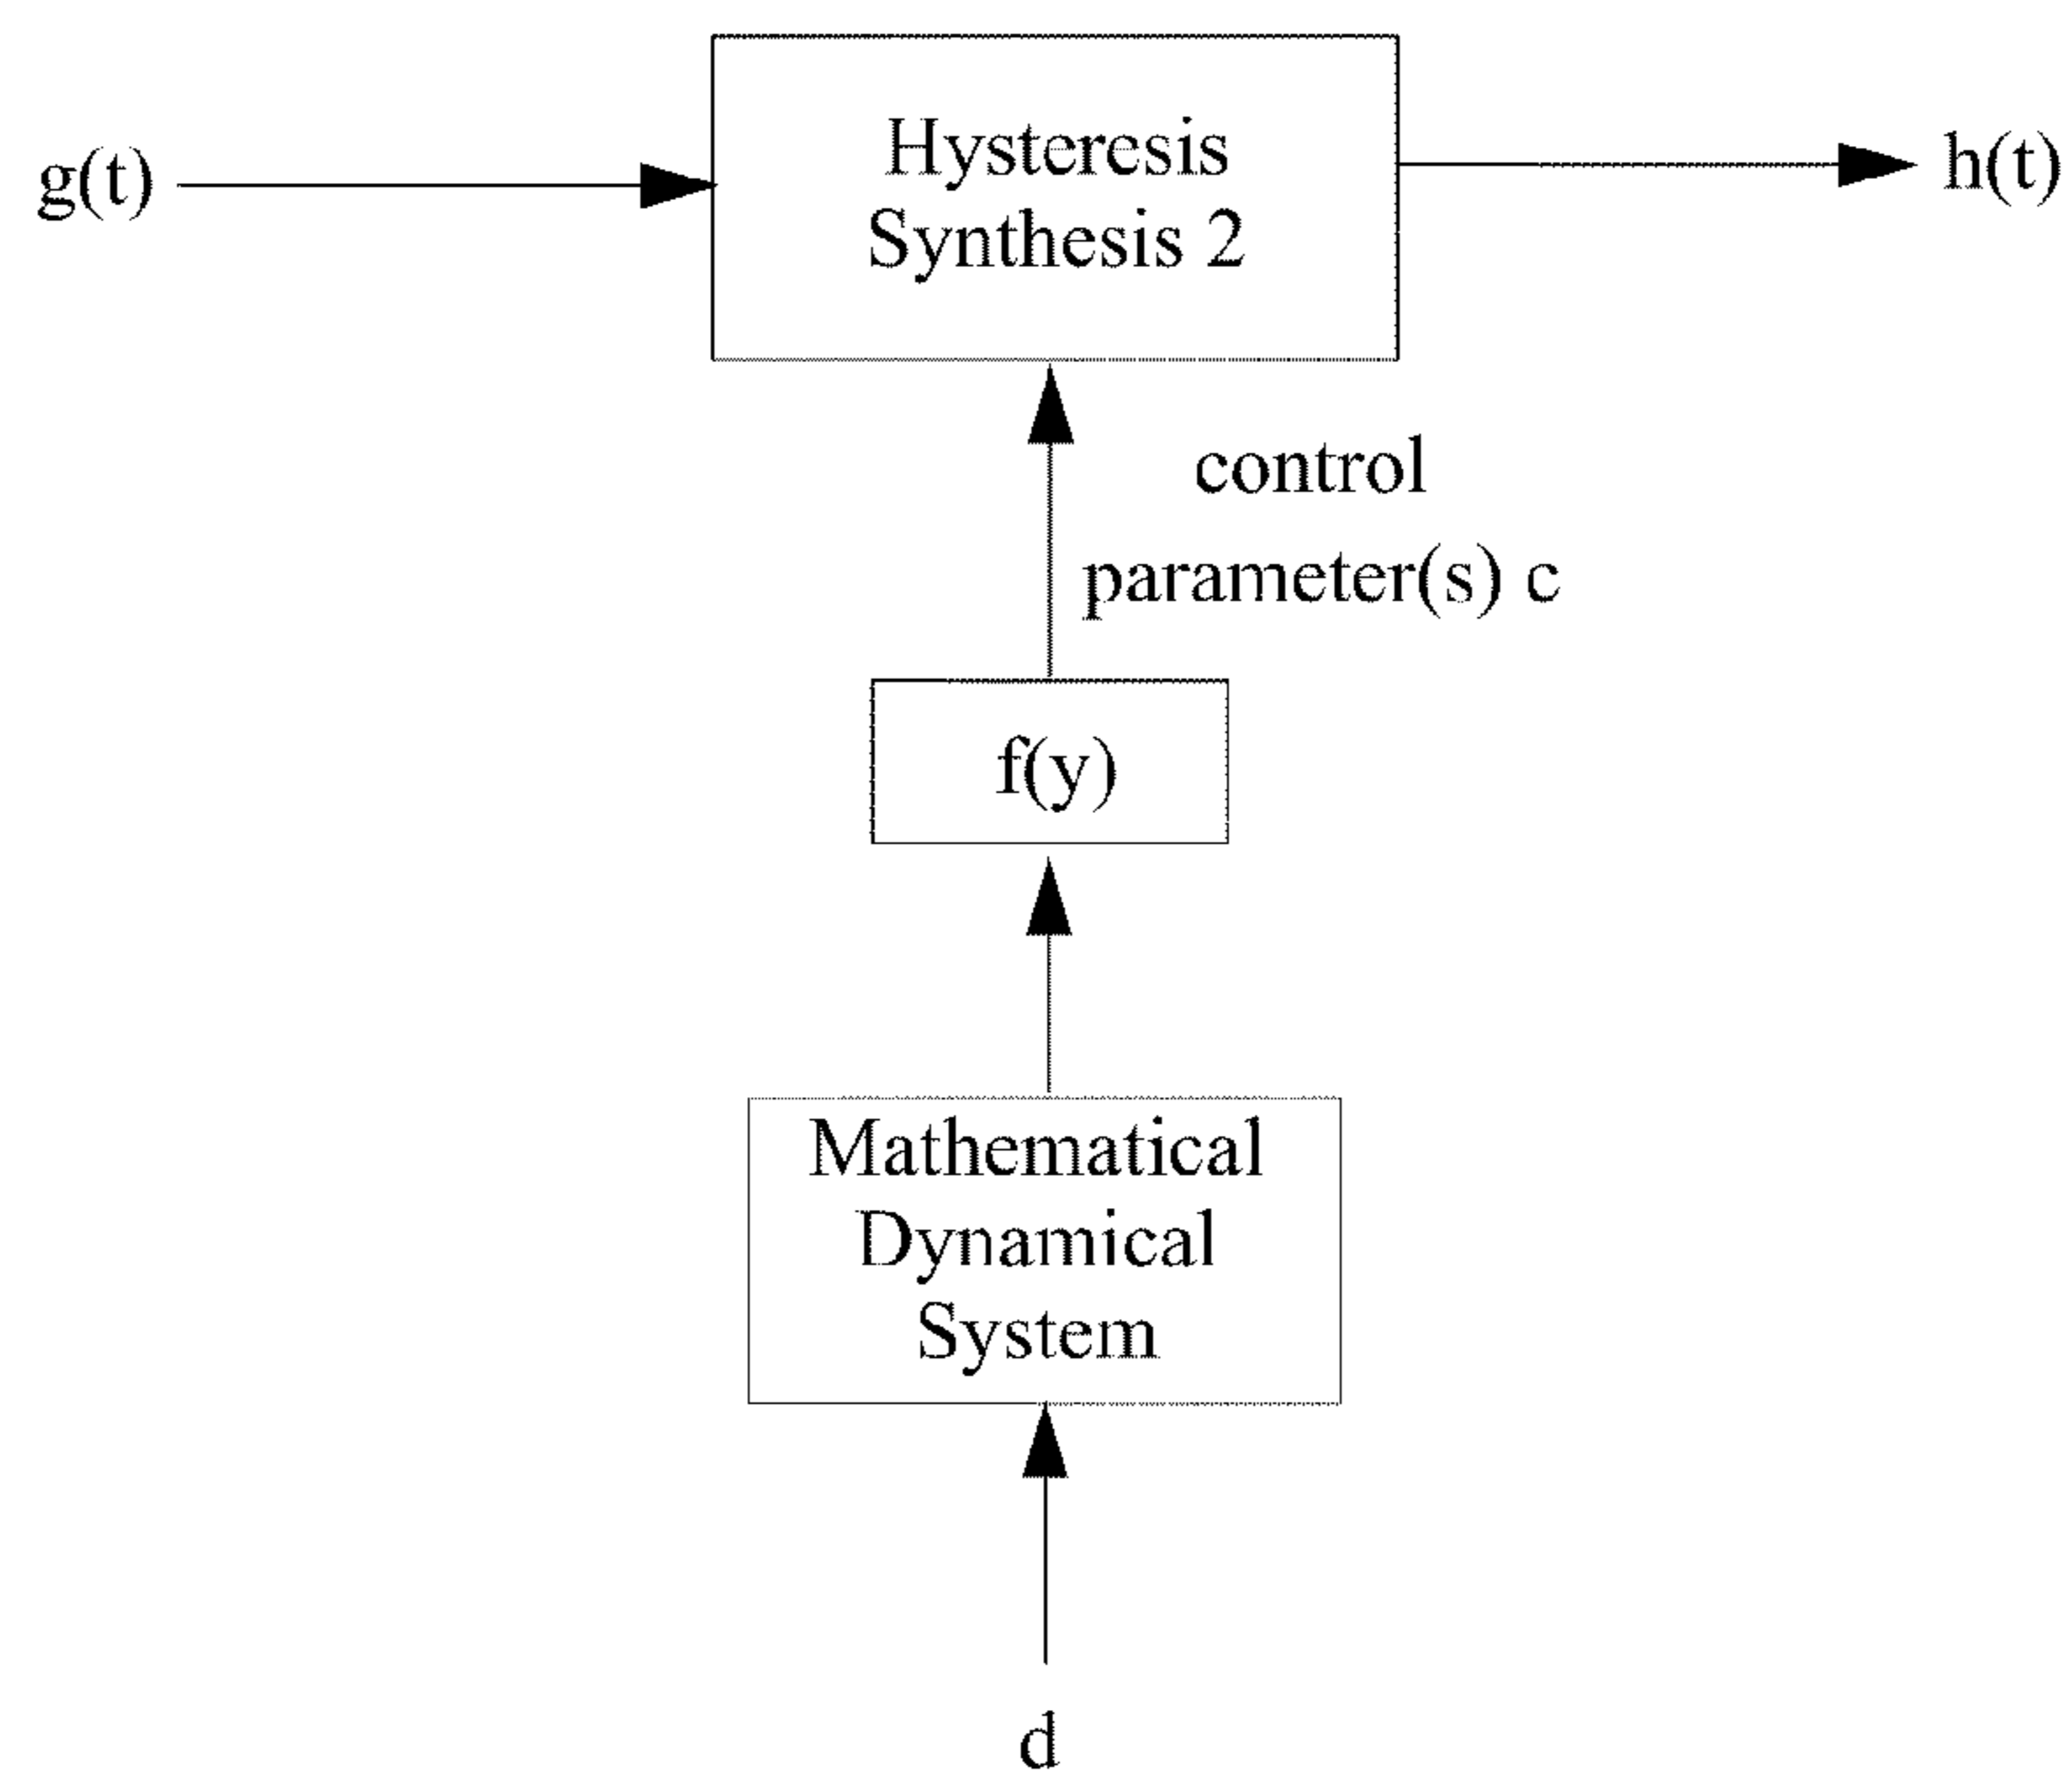 Hysteresis
g(t)
h(t)
Synthesis 2
control
parameter(s) c
f(y)
Mathematical
Dynamical
System
d